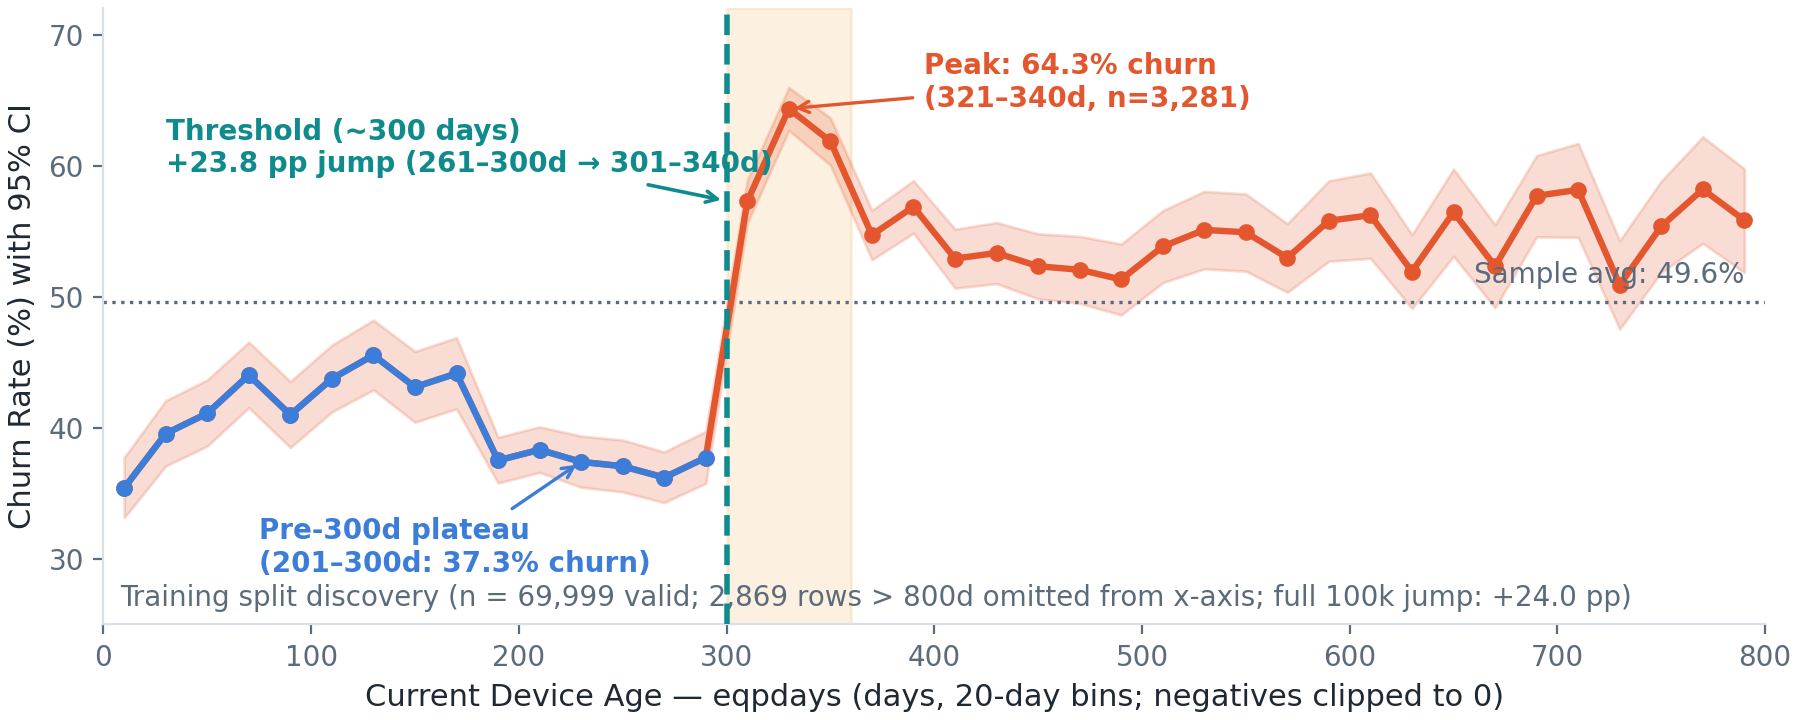 70
60
50
40
30
Churn Rate (%) with 95% CI
Peak: 64.3% churn
(321–340d, n=3,281)
Threshold (~300 days)
+23.8 pp jump (261–300d → 301–340d)
Sample avg: 49.6%
Pre-300d plateau
(201–300d: 37.3% churn)
Training split discovery (n = 69,999 valid; 2,869 rows > 800d omitted from x-axis; full 100k jump: +24.0 pp)
0 100 200 300 400 500 600 700 800
Current Device Age — eqpdays (days, 20-day bins; negatives clipped to 0)